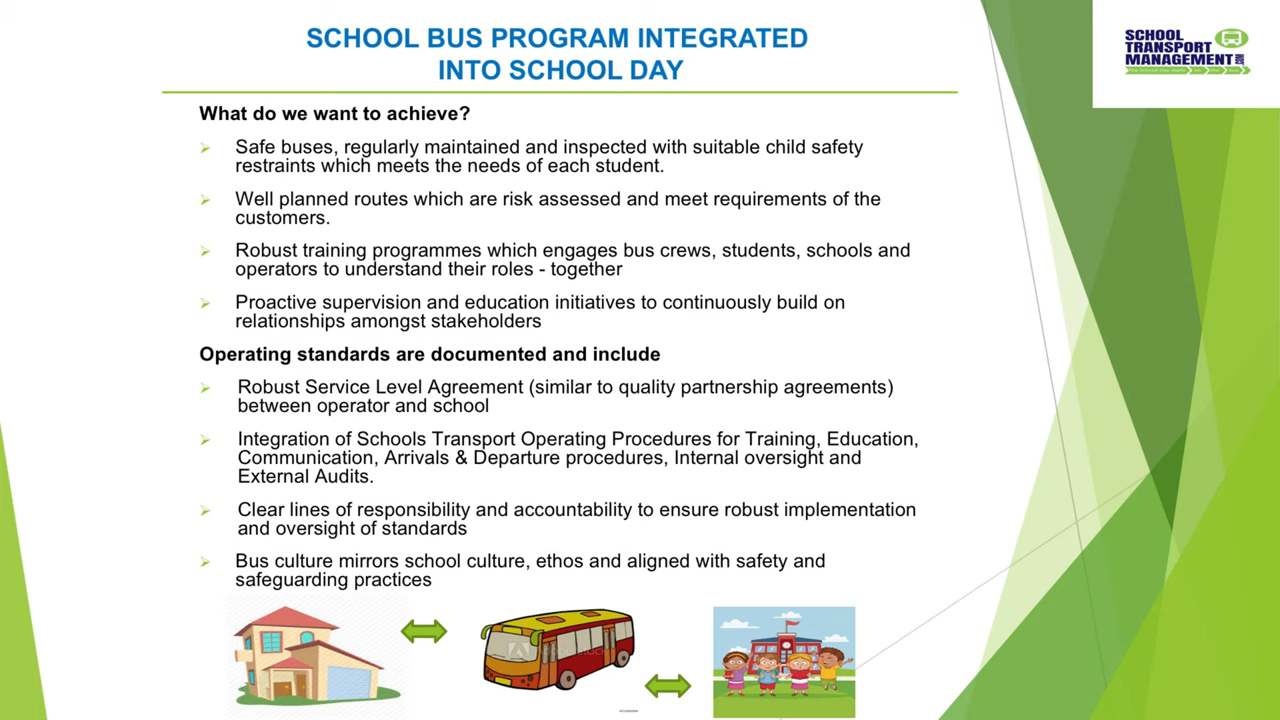 SCHOOL BUS PROGRAM INTEGRATED
INTO SCHOOL DAY
SCHOOL
TRANSPORT
MANAGEMENT.COM
What do we want to achieve?
Safe buses, regularly maintained and inspected with suitable child safety
restraints which meets the needs of each student.
Well planned routes which are risk assessed and meet requirements of the
customers.
Robust training programmes which engages bus crews, students, schools and
operators to understand their roles - together
Proactive supervision and education initiatives to continuously build on
relationships amongst stakeholders
Operating standards are documented and include
Robust Service Level Agreement (similar to quality partnership agreements)
between operator and school
Integration of Schools Transport Operating Procedures for Training, Education,
Communication, Arrivals & Departure procedures, Internal oversight and
External Audits.
Clear lines of responsibility and accountability to ensure robust implementation
and oversight of standards
Bus culture mirrors school culture, ethos and aligned with safety and
safeguarding practices